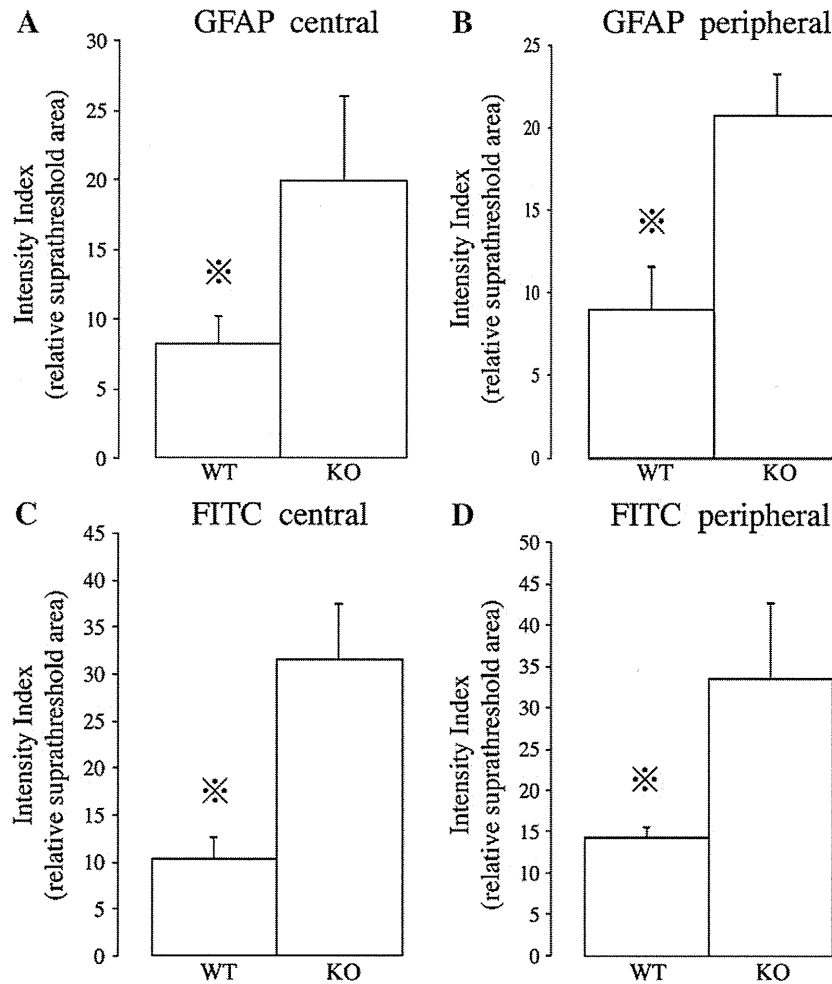 A GFAP central
30
25
20
15
10
5
0
Intensity Index
(relative suprathreshold area)
※
WT KO
B GFAP peripheral
25
20
15
10
5
0
Intensity Index
(relative suprathreshold area)
※
WT KO
C FITC central
45
40
35
30
25
20
15
10
5
0
Intensity Index
(relative suprathreshold area)
※
WT KO
D FITC peripheral
50
45
40
35
30
25
20
15
10
5
0
Intensity Index
(relative suprathreshold area)
※
WT KO